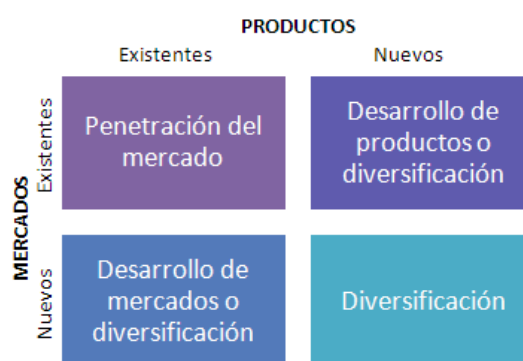 PRODUCTOS
Existentes
Nuevos
MERCADOS
Existentes
Penetración del
mercado
Desarrollo de
productos o
diversificación
Nuevos
Desarrollo de
mercados o
diversificación
Diversificación